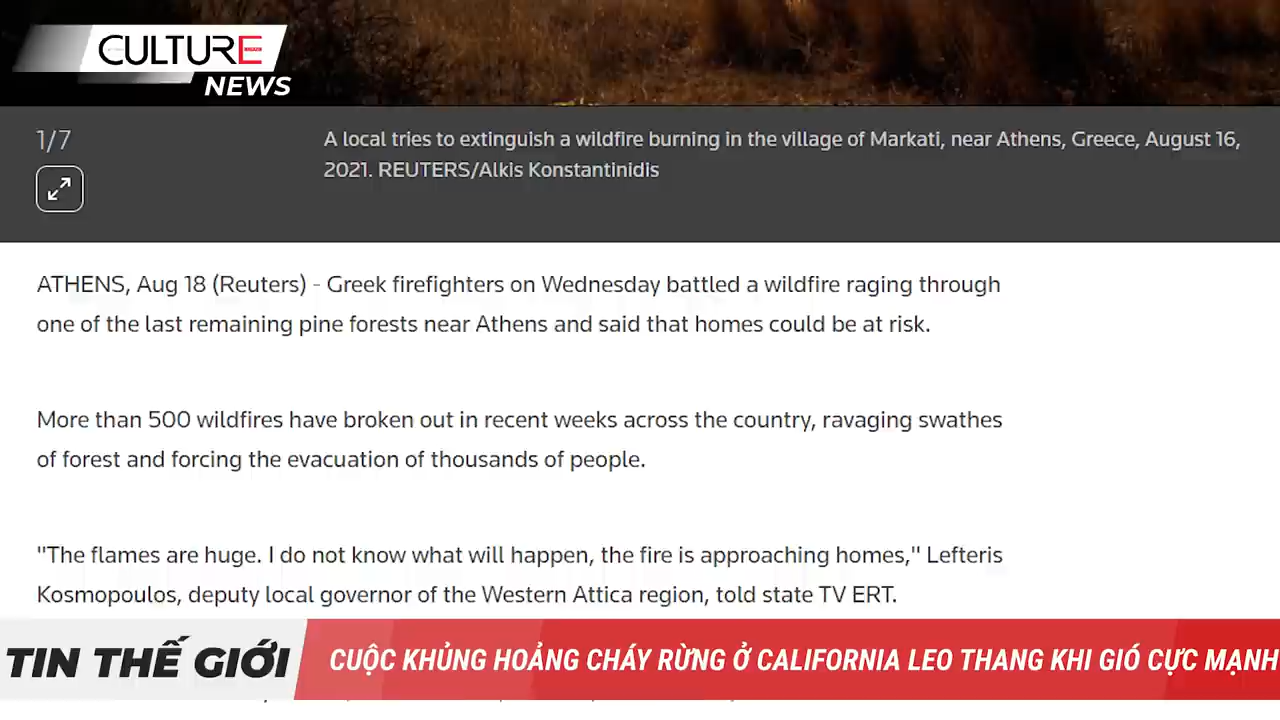 CULTURE
NEWS
1/7
A local tries to extinguish a wildfire burning in the village of Markati, near Athens, Greece, August 16,
2021. REUTERS/Alkis Konstantinidis
ATHENS, Aug 18 (Reuters) - Greek firefighters on Wednesday battled a wildfire raging through
one of the last remaining pine forests near Athens and said that homes could be at risk.
More than 500 wildfires have broken out in recent weeks across the country, ravaging swathes
of forest and forcing the evacuation of thousands of people.
"The flames are huge. I do not know what will happen, the fire is approaching homes," Lefteris
Kosmopoulos, deputy local governor of the Western Attica region, told state TV ERT.
TIN THẾ GIỚI
CUỘC KHỦNG HOẢNG CHÁY RỪNG Ở CALIFORNIA LEO THANG KHI GIÓ CỰC MẠNH